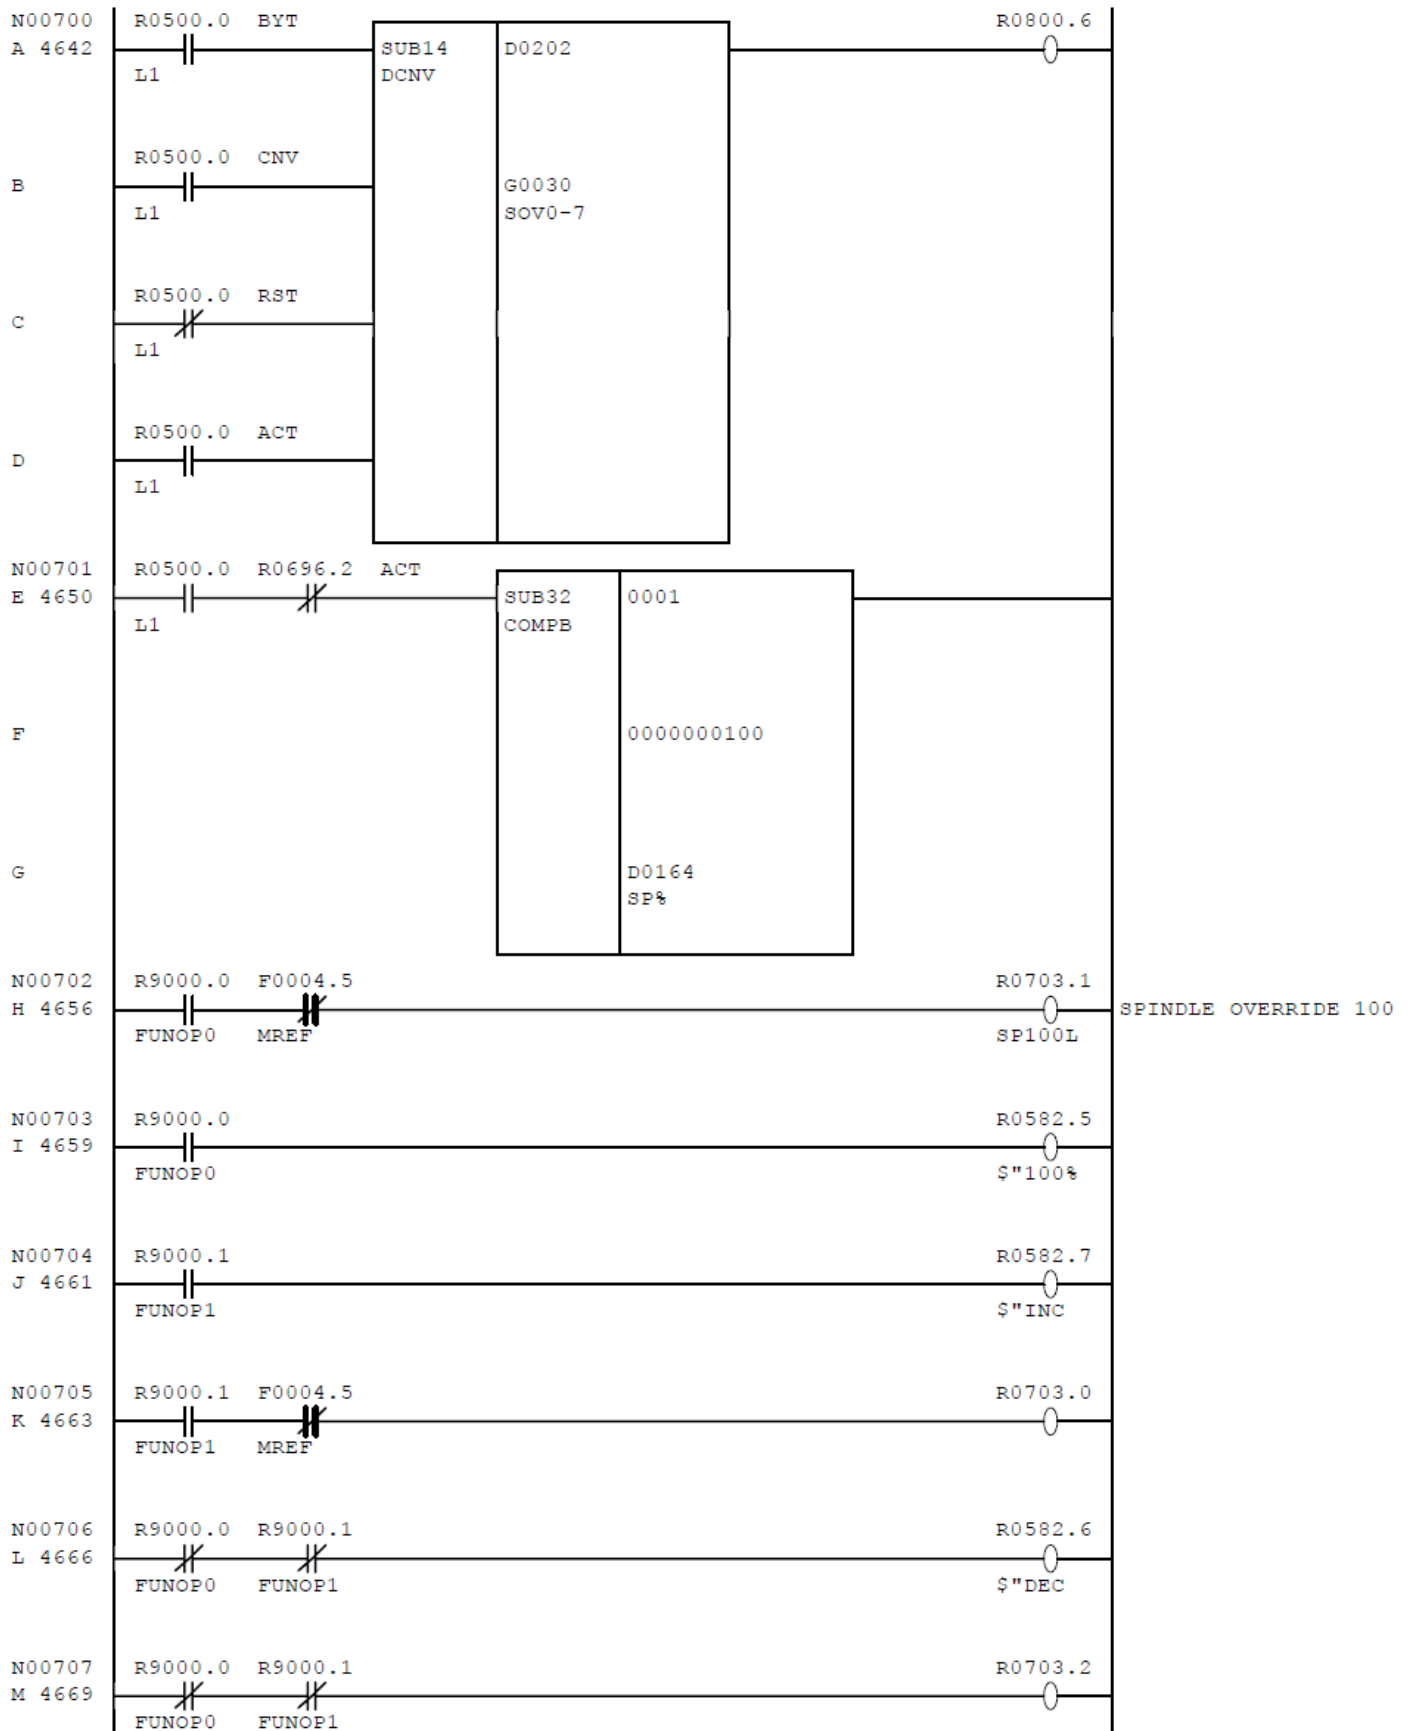 N00700 R0500.0 BYT R0800.6
A 4642 SUB14 D0202
L1 DCNV
R0500.0 CNV
B G0030
L1 SOV0-7
R0500.0 RST
C
L1
R0500.0 ACT
D
L1
N00701 R0500.0 R0696.2 ACT
E 4650 SUB32 0001
L1 COMPB
F 0000000100
G D0164
SP%
N00702 R9000.0 F0004.5 R0703.1
H 4656 SPINDLE OVERRIDE 100
FUNOP0 MREF SP100L
N00703 R9000.0 R0582.5
I 4659
FUNOP0 $"100%
N00704 R9000.1 R0582.7
J 4661
FUNOP1 $"INC
N00705 R9000.1 F0004.5 R0703.0
K 4663
FUNOP1 MREF
N00706 R9000.0 R9000.1 R0582.6
L 4666
FUNOP0 FUNOP1 $"DEC
N00707 R9000.0 R9000.1 R0703.2
M 4669
FUNOP0 FUNOP1